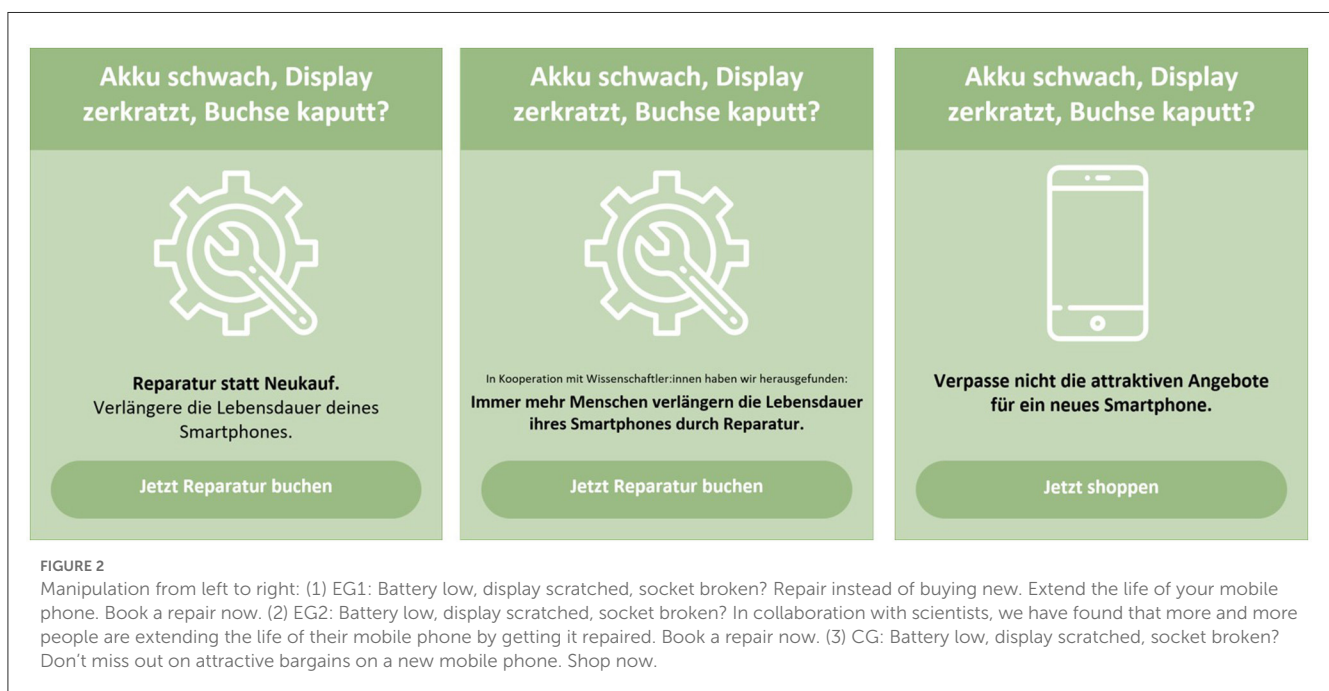 Akku schwach, Display
zerkratzt, Buchse kaputt?
Reparatur statt Neukauf.
Verlängere die Lebensdauer deines
Smartphones.
Jetzt Reparatur buchen
Akku schwach, Display
zerkratzt, Buchse kaputt?
In Kooperation mit Wissenschaftler:innen haben wir herausgefunden:
Immer mehr Menschen verlängern die Lebensdauer
ihres Smartphones durch Reparatur.
Jetzt Reparatur buchen
Akku schwach, Display
zerkratzt, Buchse kaputt?
Verpasse nicht die attraktiven Angebote
für ein neues Smartphone.
Jetzt shoppen
FIGURE 2
Manipulation from left to right: (1) EG1: Battery low, display scratched, socket broken? Repair instead of buying new. Extend the life of your mobile
phone. Book a repair now. (2) EG2: Battery low, display scratched, socket broken? In collaboration with scientists, we have found that more and more
people are extending the life of their mobile phone by getting it repaired. Book a repair now. (3) CG: Battery low, display scratched, socket broken?
Don't miss out on attractive bargains on a new mobile phone. Shop now.